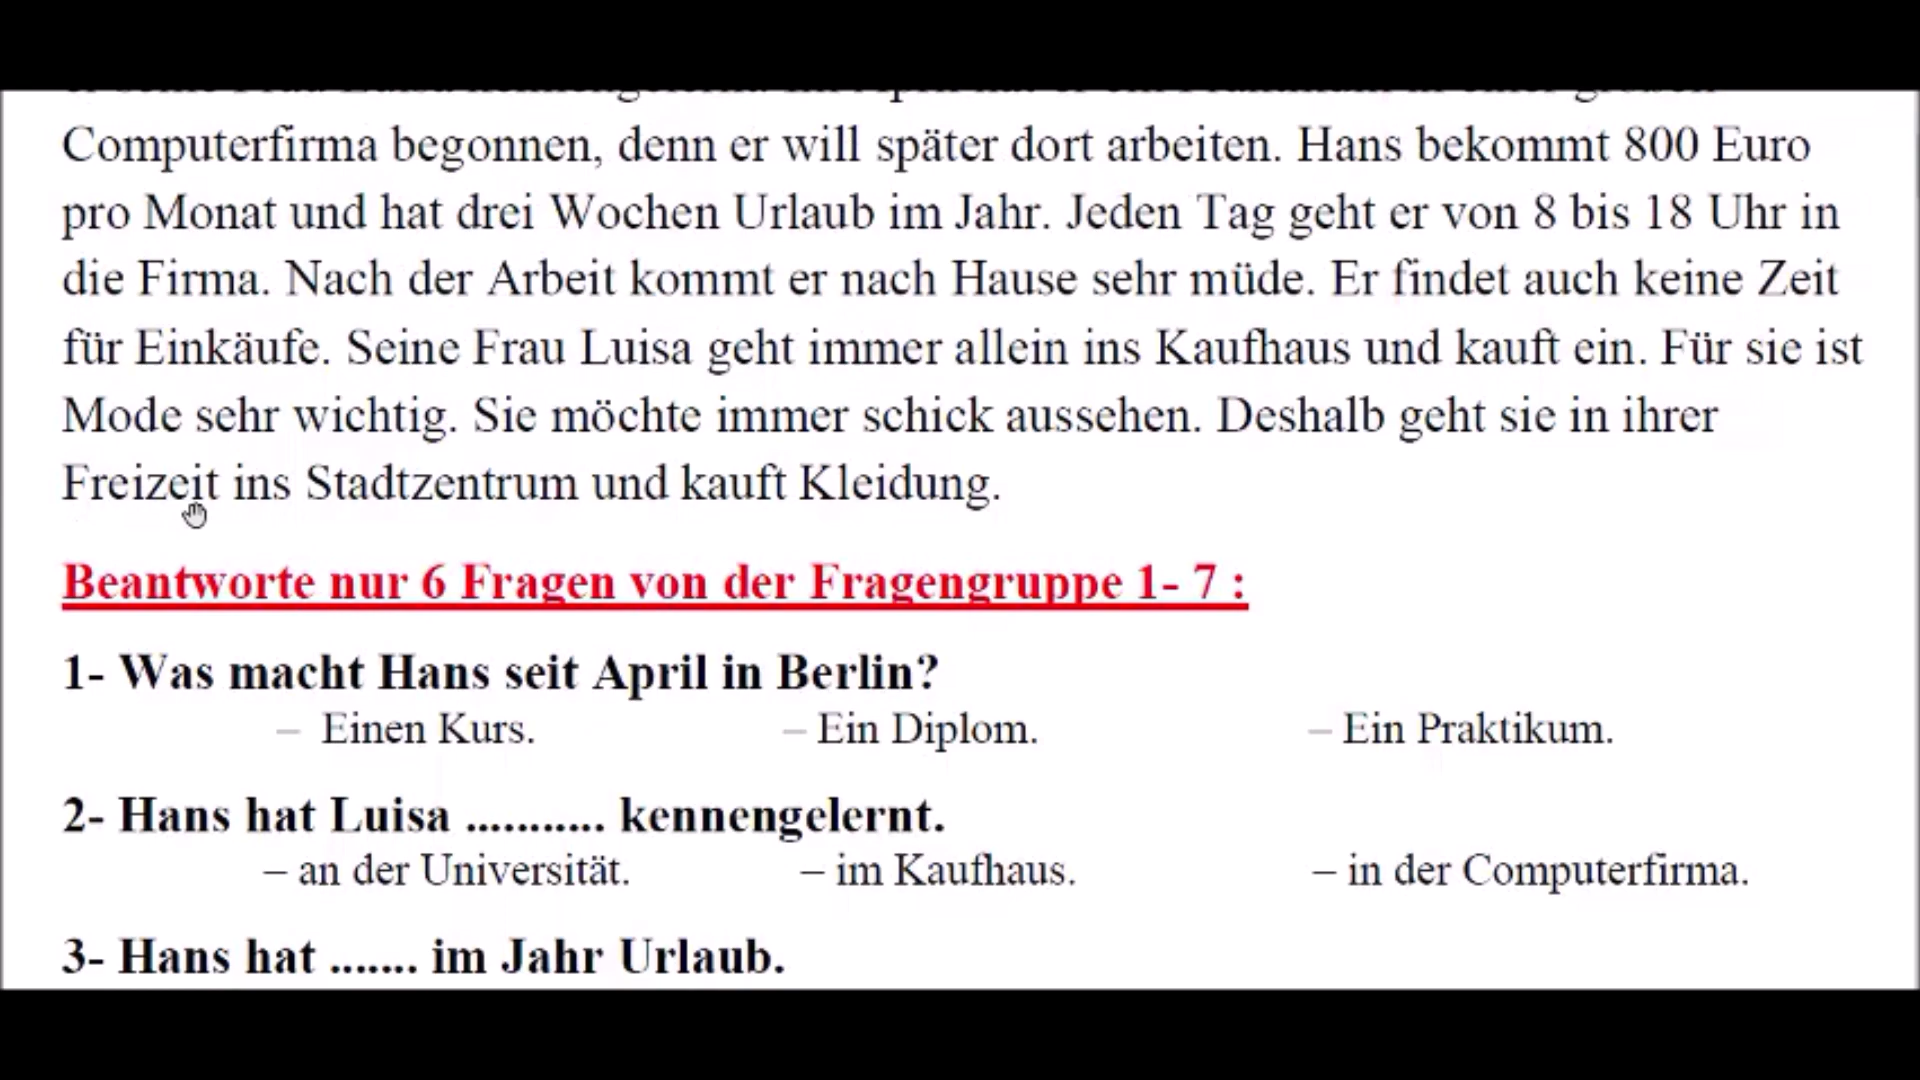 Computerfirma begonnen, denn er will später dort arbeiten. Hans bekommt 800 Euro
pro Monat und hat drei Wochen Urlaub im Jahr. Jeden Tag geht er von 8 bis 18 Uhr in
die Firma. Nach der Arbeit kommt er nach Hause sehr müde. Er findet auch keine Zeit
für Einkäufe. Seine Frau Luisa geht immer allein ins Kaufhaus und kauft ein. Für sie ist
Mode sehr wichtig. Sie möchte immer schick aussehen. Deshalb geht sie in ihrer
Freizeit ins Stadtzentrum und kauft Kleidung.
Beantworte nur 6 Fragen von der Fragengruppe 1- 7 :
1- Was macht Hans seit April in Berlin?
– Einen Kurs. – Ein Diplom. – Ein Praktikum.
2- Hans hat Luisa ........... kennengelernt.
– an der Universität. – im Kaufhaus. – in der Computerfirma.
3- Hans hat ....... im Jahr Urlaub.